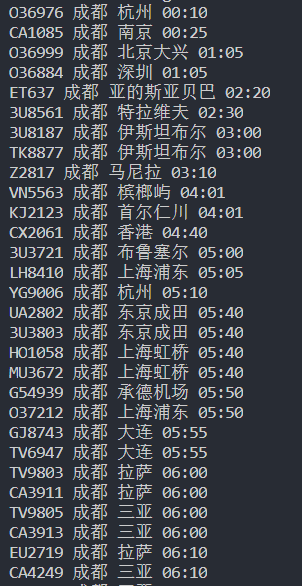 O36976 成都 杭州 00:10
CA1085 成都 南京 00:25
O36999 成都 北京大兴 01:05
O36884 成都 深圳 01:05
ET637 成都 亚的斯亚贝巴 02:20
3U8561 成都 特拉维夫 02:30
3U8187 成都 伊斯坦布尔 03:00
TK8877 成都 伊斯坦布尔 03:00
Z2817 成都 马尼拉 03:10
VN5563 成都 槟榔屿 04:01
KJ2123 成都 首尔仁川 04:01
CX2061 成都 香港 04:40
3U3721 成都 布鲁塞尔 05:00
LH8410 成都 上海浦东 05:05
YG9006 成都 杭州 05:10
UA2802 成都 东京成田 05:40
3U3803 成都 东京成田 05:40
HO1058 成都 上海虹桥 05:40
MU3672 成都 上海虹桥 05:40
G54939 成都 承德机场 05:50
O37212 成都 上海浦东 05:50
GJ8743 成都 大连 05:55
TV6947 成都 大连 05:55
TV9803 成都 拉萨 06:00
CA3911 成都 拉萨 06:00
TV9805 成都 三亚 06:00
CA3913 成都 三亚 06:00
EU2719 成都 拉萨 06:10
CA4249 成都 三亚 06:10